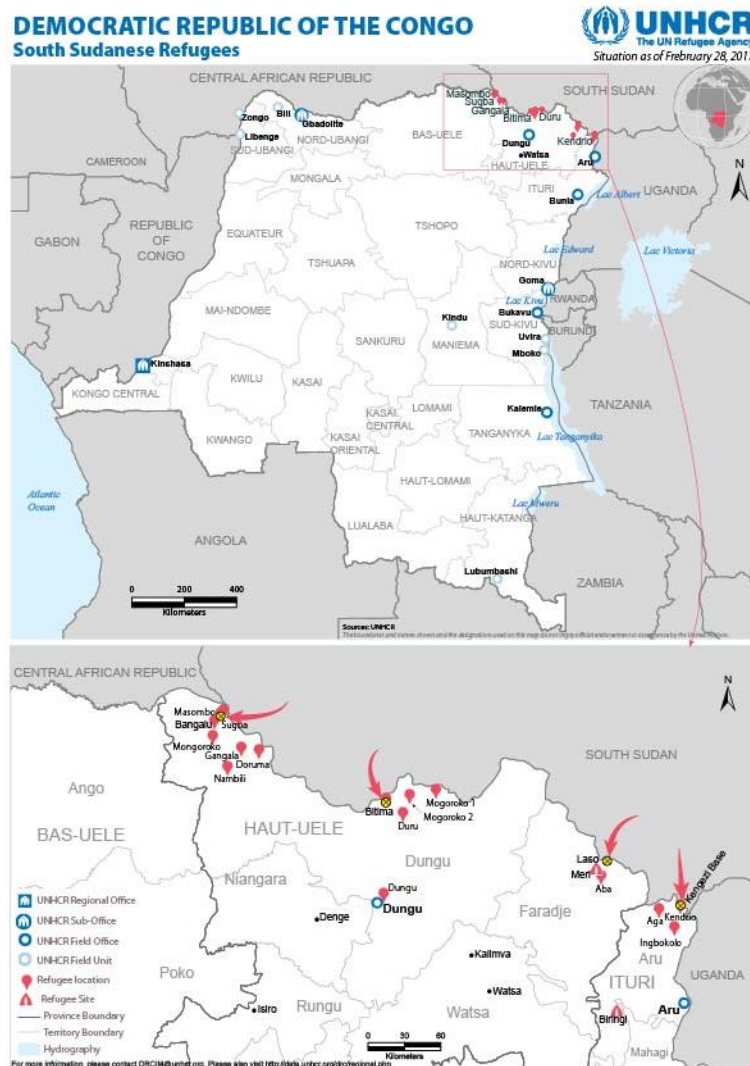 DEMOCRATIC REPUBLIC OF THE CONGO
South Sudanese Refugees
UNHCR
The UN Refugee Agency
Situation as of Frebruary 28, 201
CENTRAL AFRICAN REPUBLIC
SOUTH SUDAN
Masombo
Sugba
Gangala
Bitima
Duru
Zongo
Bili
Gbadolite
Libenge
NORD-UBANGI
SUD-UBANGI
BAS-UELE
Dungu
Watsa
HAUT-UELE
Kendrio
Aru
CAMEROON
MONGALA
ITURI
Bunia
Lac Albert
UGANDA
GABON
REPUBLIC
OF
CONGO
EQUATEUR
TSHOPO
TSHUAPA
Lac Edward
Lac Victoria
NORD-KIVU
Goma
RWANDA
Lac Kivu
Bukavu
SUD-KIVU
BURUNDI
MAI-NDOMBE
Kindu
MANIEMA
SANKURU
Uvira
Mboko
Kinshasa
KONGO CENTRAL
KWILU
KASAI
KWANGO
KASAI
CENTRAL
KASAI
ORIENTAL
LOMAMI
Kalemie
TANGANYKA
Lac Tanganyika
TANZANIA
Atlantic
Ocean
HAUT-LOMAMI
LUALABA
HAUT-KATANGA
Lac Mweru
ANGOLA
Lubumbashi
ZAMBIA
N
0 200 400
Kilometers
Sources: UNHCR
CENTRAL AFRICAN REPUBLIC
N
SOUTH SUDAN
Masombo
Bangalu
Sugba
Mongoroko
Gangala
Doruma
Nambili
Ango
BAS-UELE
HAUT-UELE
Bitima
Duru
Mogoroko 1
Mogoroko 2
Dungu
Niangara
Dungu
Dungu
Denge
Laso
Meri
Aba
Faradje
Kengezi Base
Aga
Kendrio
Ingbokolo
Aru
ITURI
UGANDA
Aru
Biringi
Mahagi
Kalimva
Watsa
Watsa
Poko
Isiro
Rungu
UNHCR Regional Office
UNHCR Sub-Office
UNHCR Field Office
UNHCR Field Unit
Refugee location
Refugee Site
Province Boundary
Territory Boundary
Hydrography
0 30 60
Kilometers